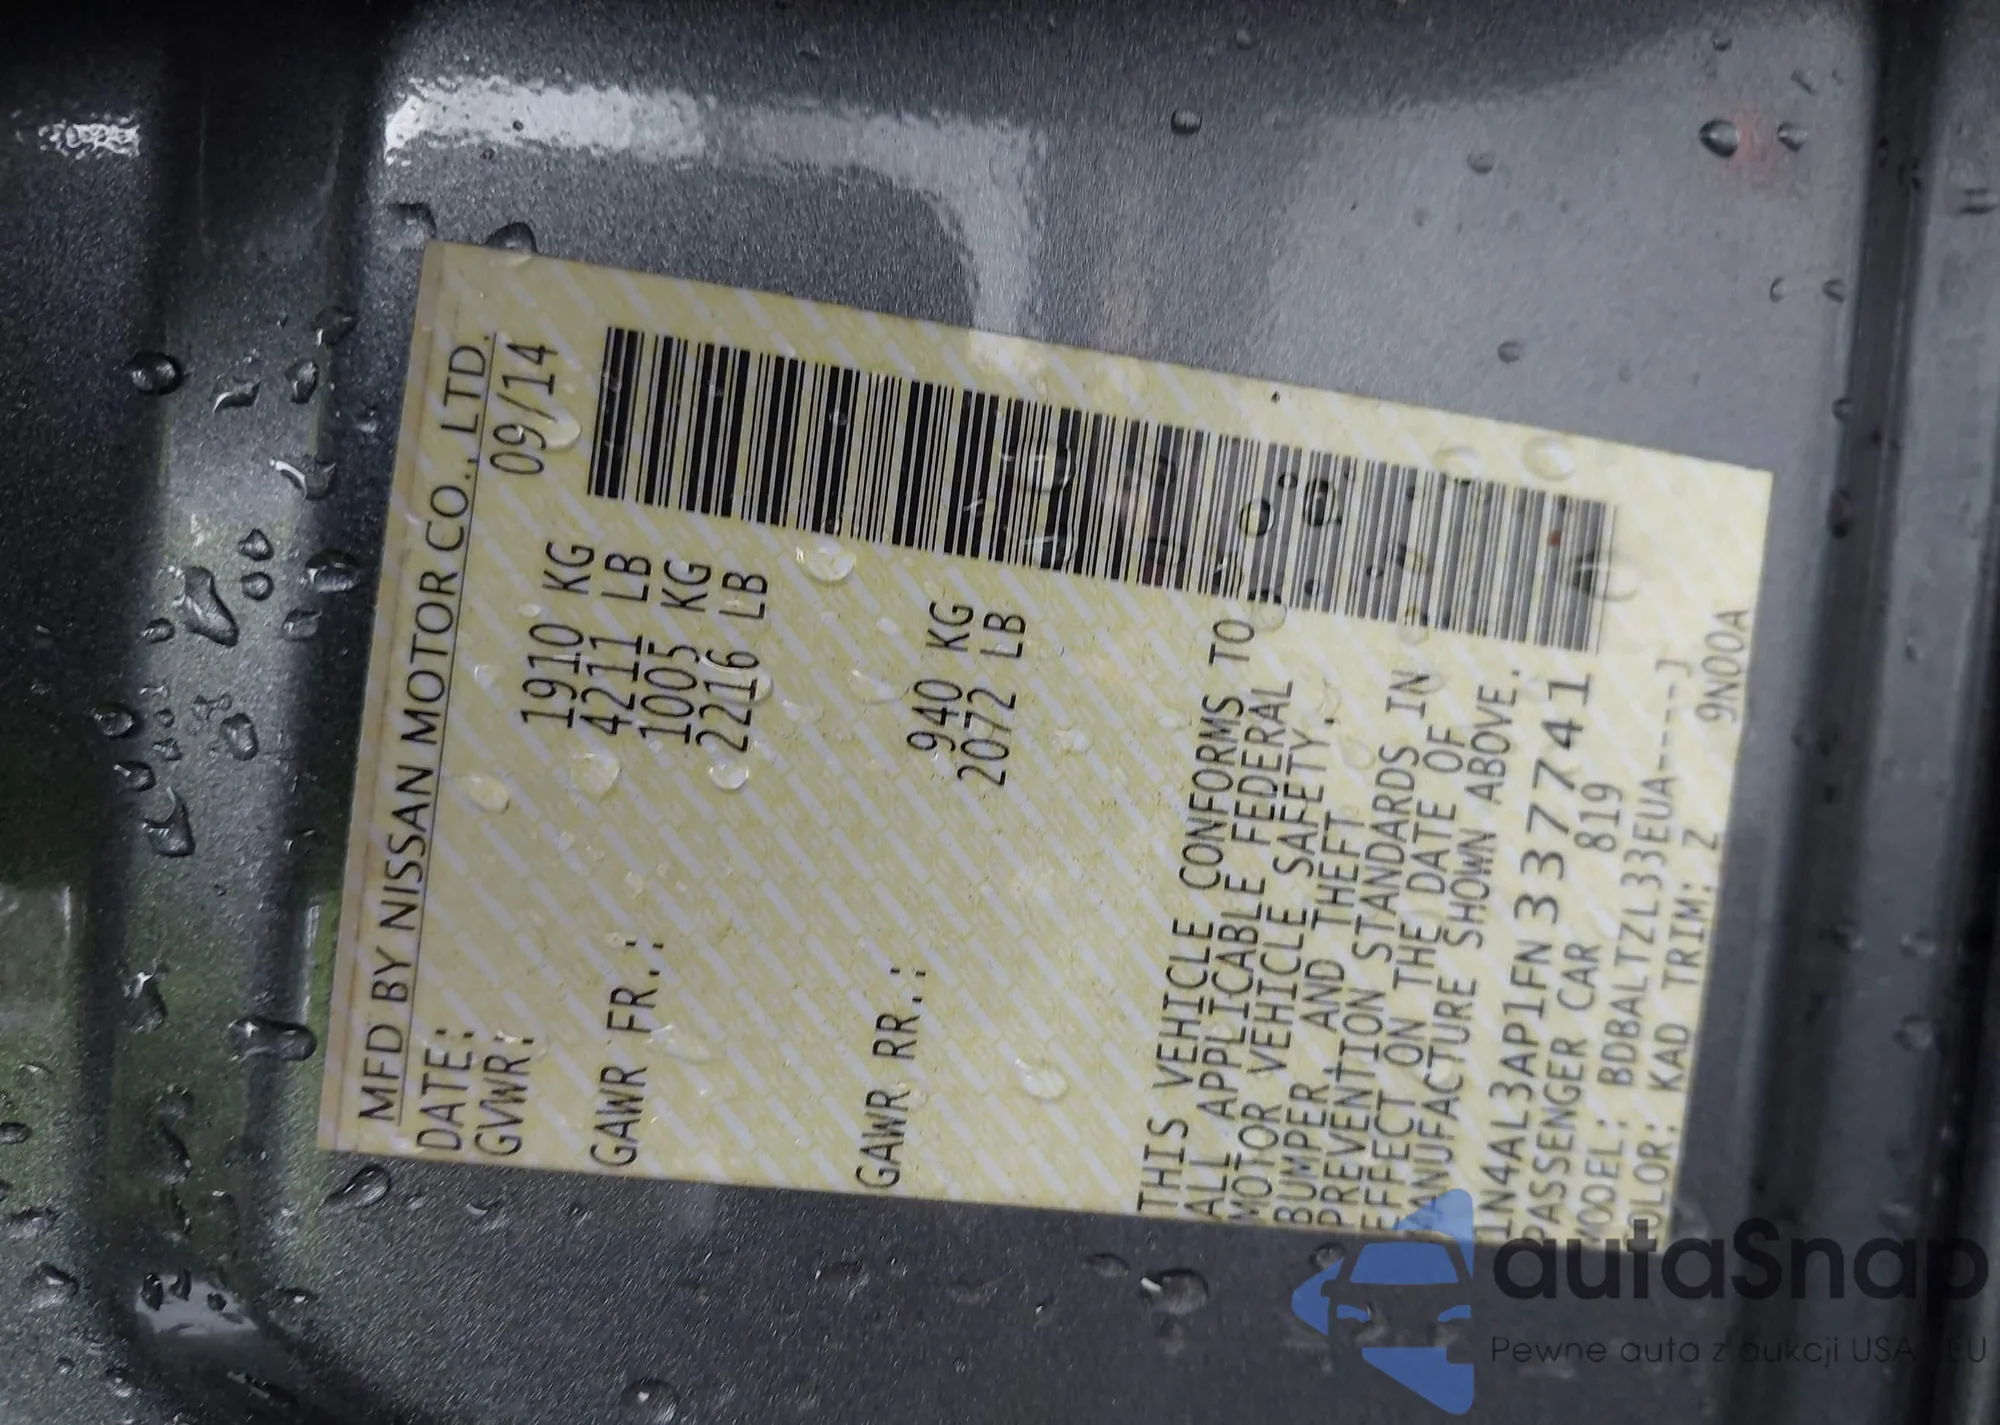 MFD BY NISSAN MOTOR CO., LTD.
DATE: 09/14
GVWR: 1910 KG
4211 LB
GAWR FR.: 1005 KG
2216 LB
GAWR RR.: 940 KG
2072 LB
THIS VEHICLE CONFORMS TO
ALL APPLICABLE FEDERAL
MOTOR VEHICLE SAFETY,
BUMPER, AND THEFT
PREVENTION STANDARDS IN
EFFECT ON THE DATE OF
MANUFACTURE SHOWN ABOVE.
1N4AL3AP1FN337741
PASSENGER CAR 819
MODEL: BDBALTZL33EUA----J
COLOR: KAD TRIM: Z 9N00A
autaSnap
Pewne auta z aukcji USA EU